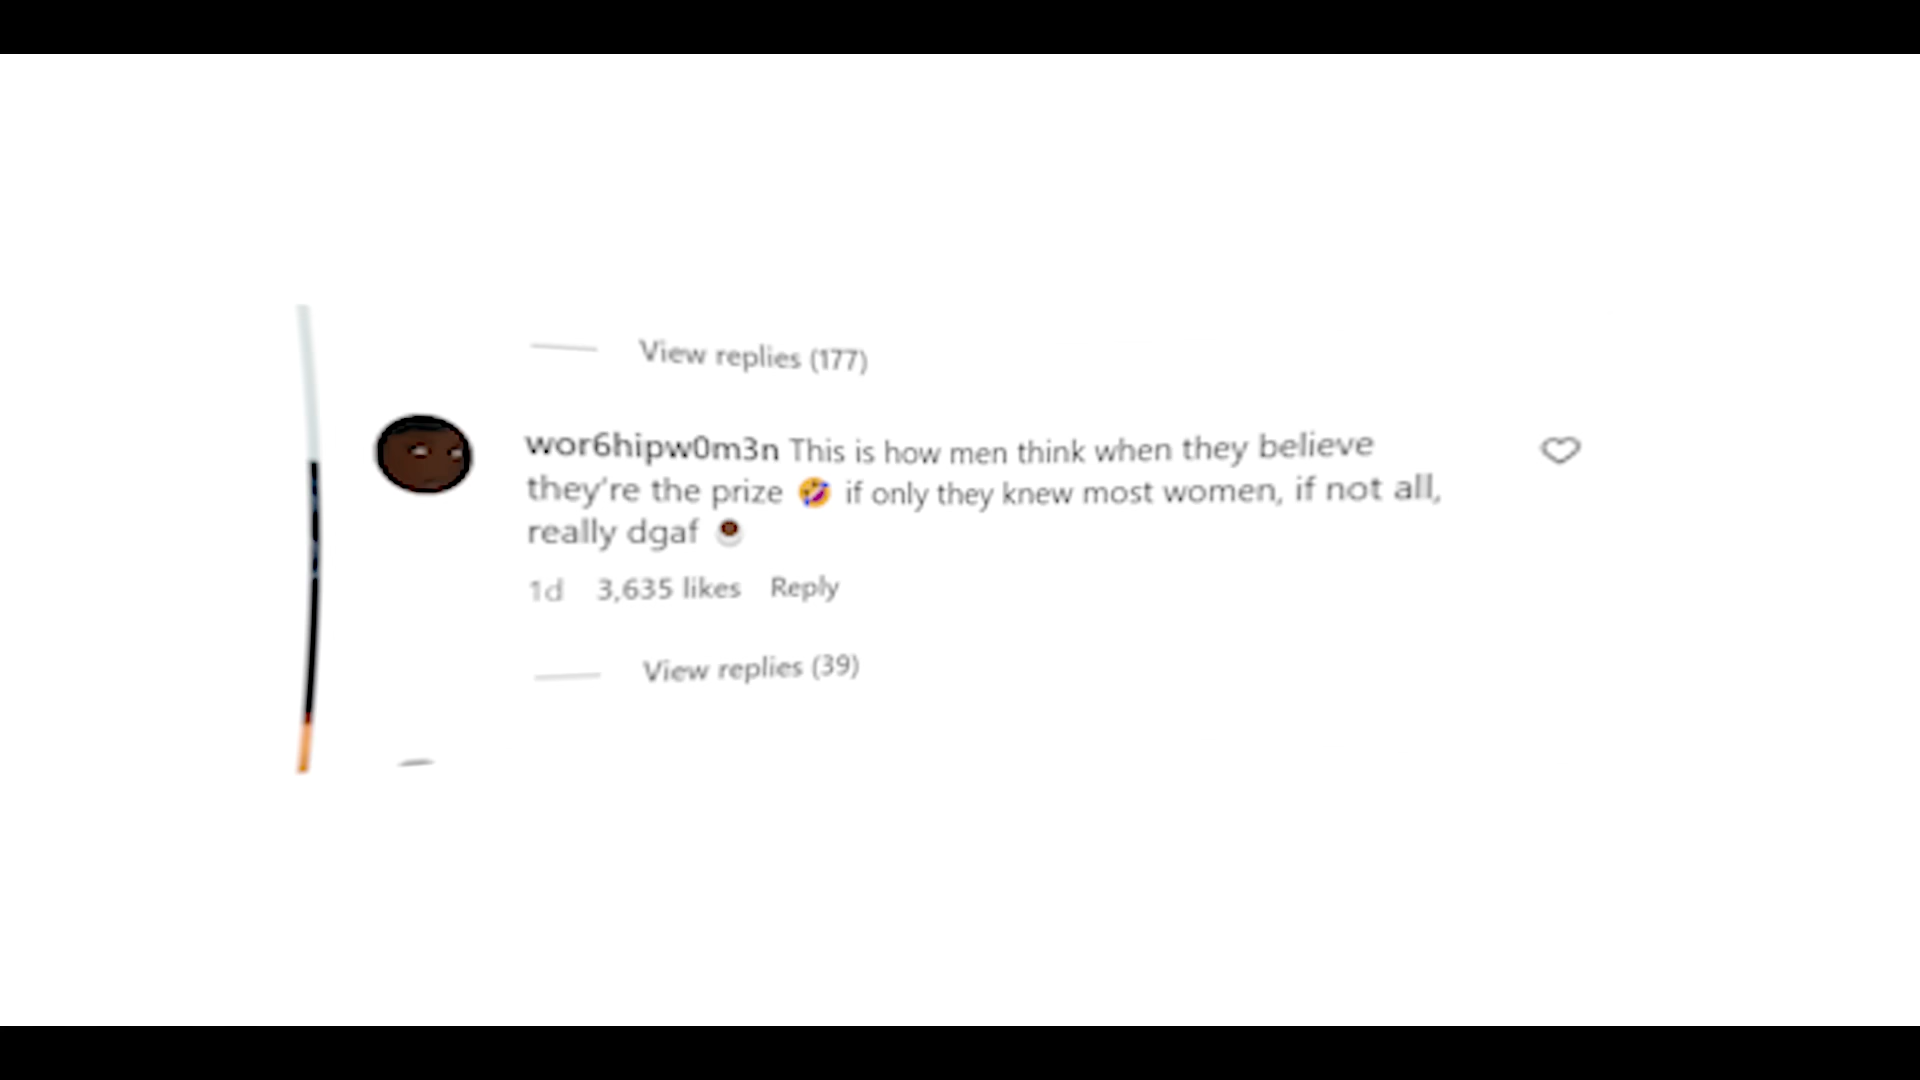 View replies (177)
wor6hipw0m3n This is how men think when they believe
they're the prize 🤣 if only they knew most women, if not all,
really dgaf ☕
1d 3,635 likes Reply
View replies (39)